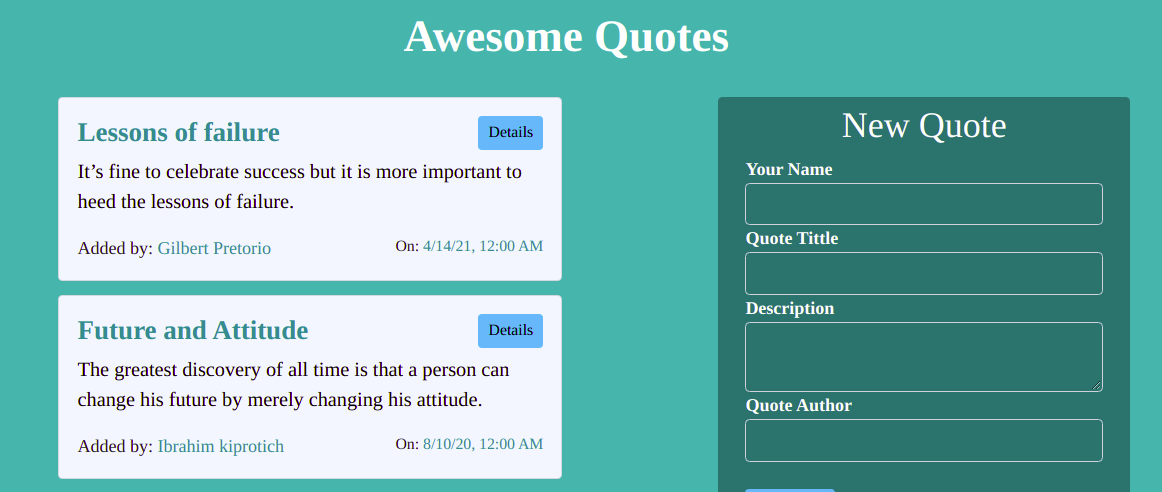 Awesome Quotes
Lessons of failure
Details
It’s fine to celebrate success but it is more important to
heed the lessons of failure.
Added by: Gilbert Pretorio
On: 4/14/21, 12:00 AM
Future and Attitude
Details
The greatest discovery of all time is that a person can
change his future by merely changing his attitude.
Added by: Ibrahim kiprotich
On: 8/10/20, 12:00 AM
New Quote
Your Name
Quote Tittle
Description
Quote Author